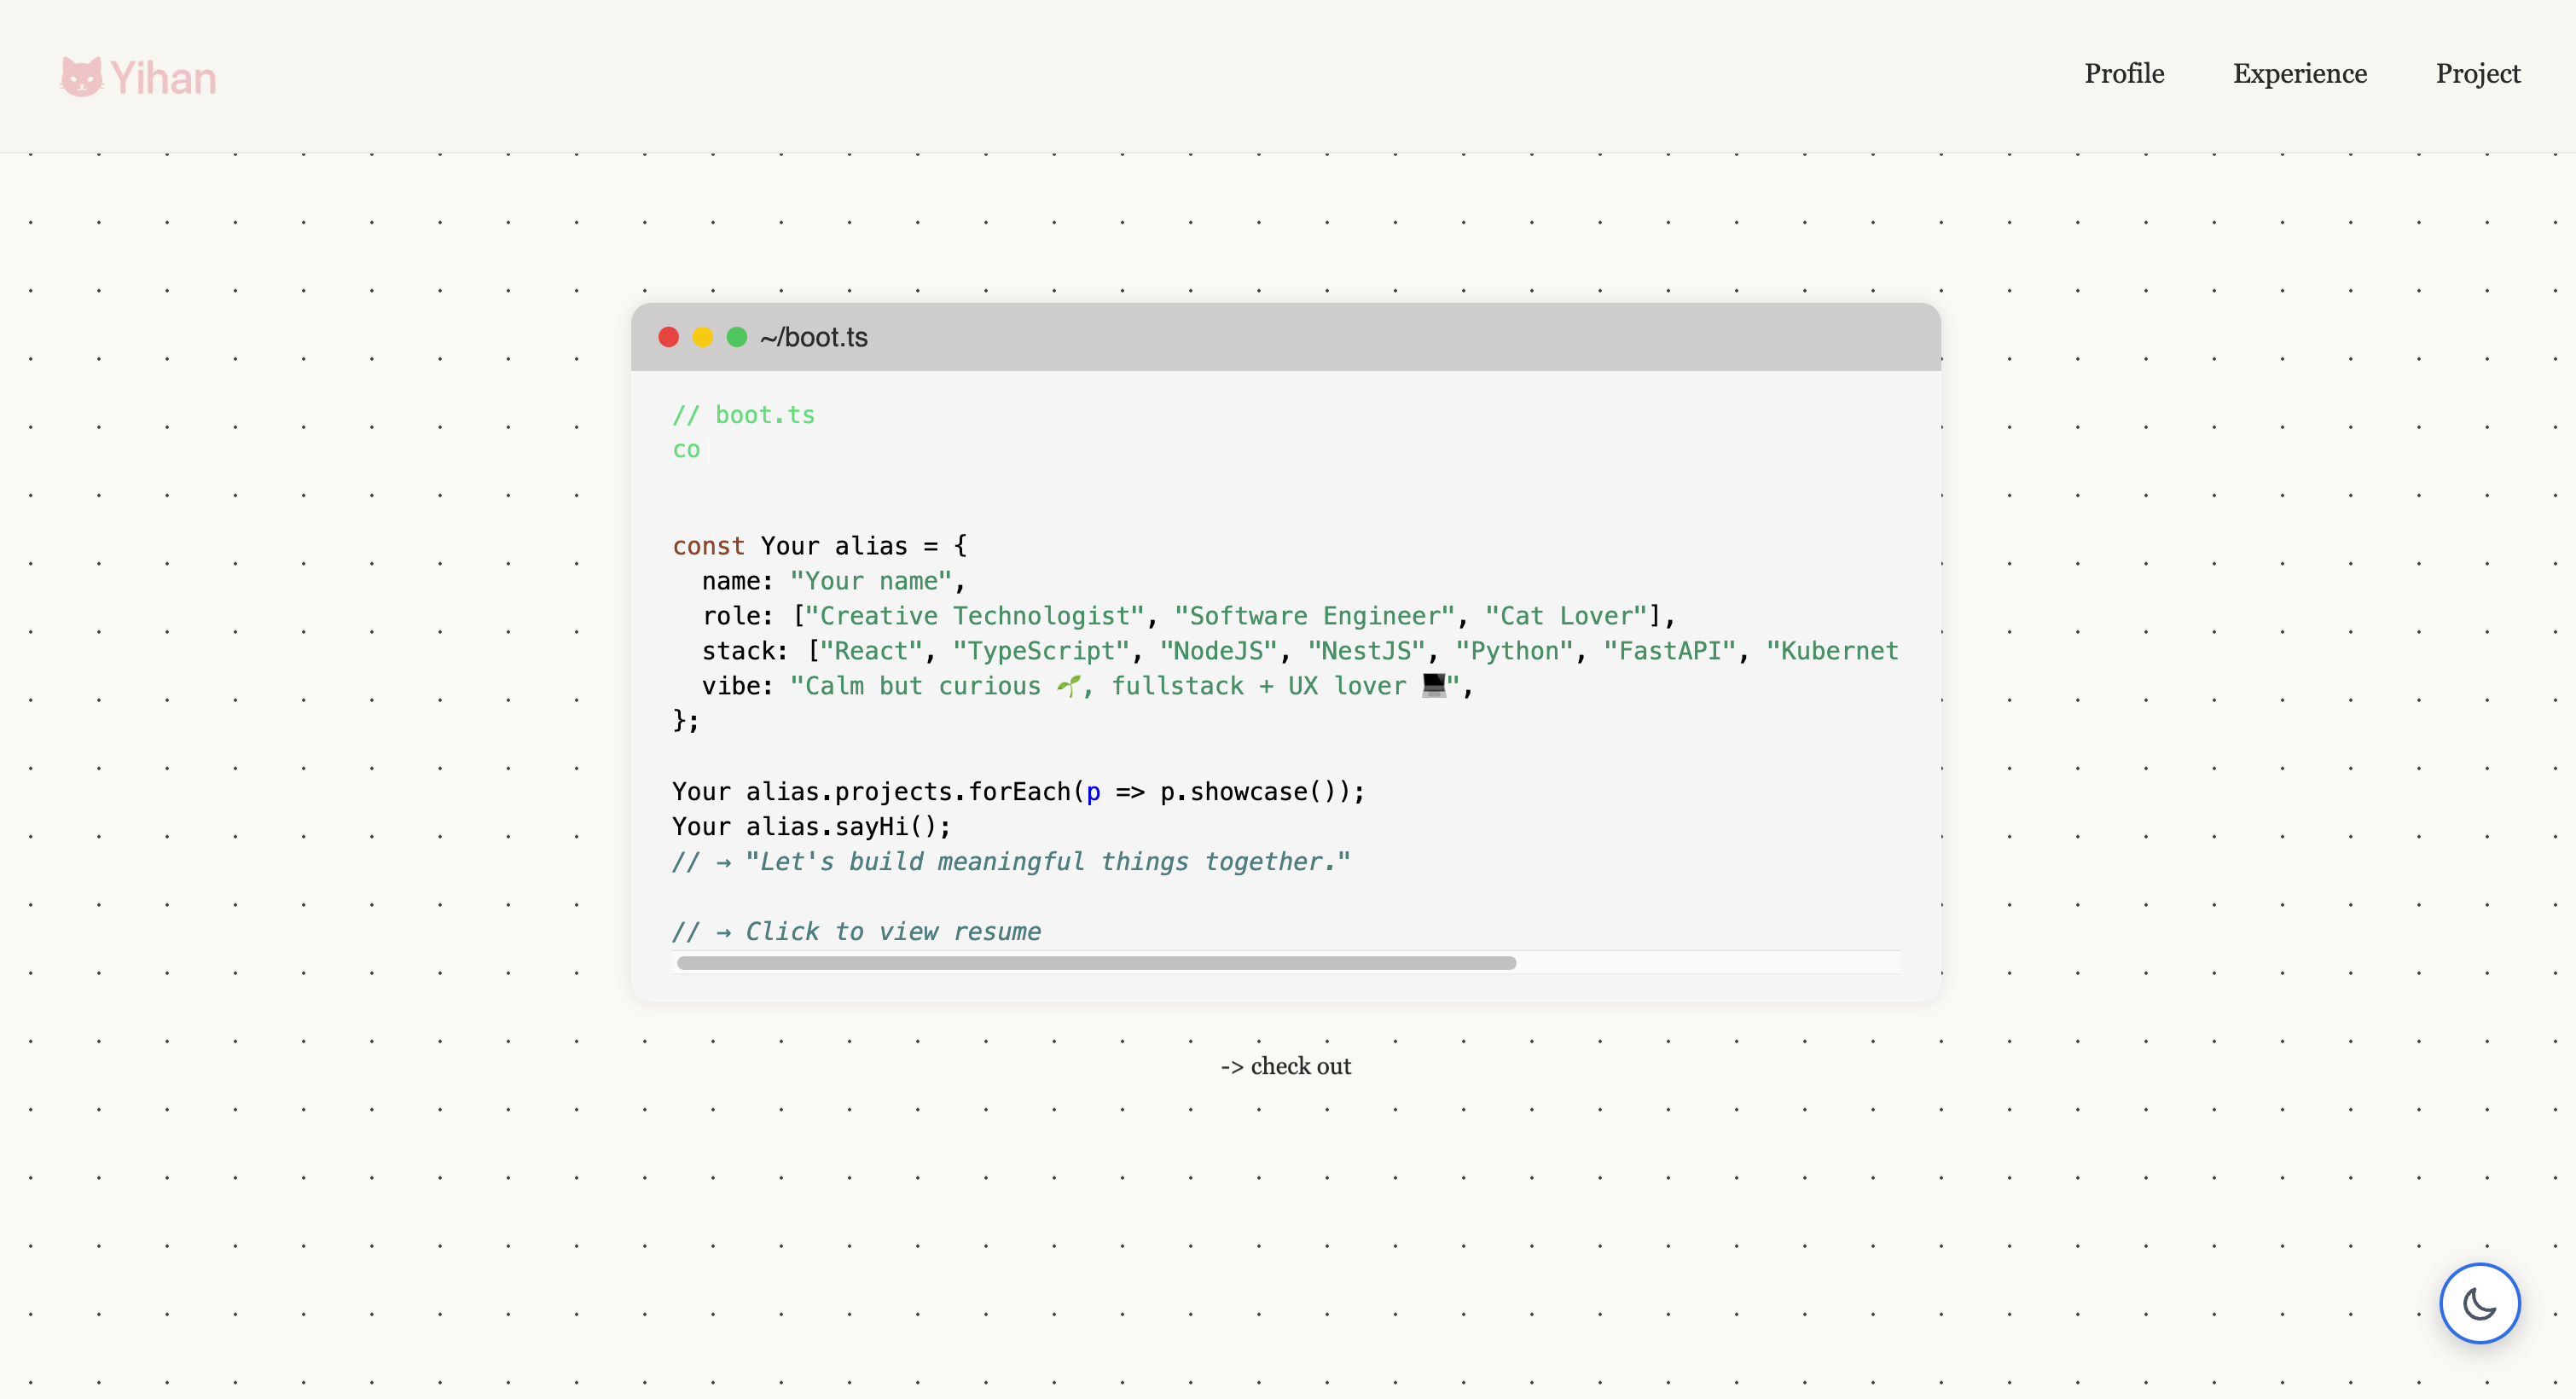 Yihan
Profile Experience Project
~/boot.ts
// boot.ts
co
const Your alias = {
  name: "Your name",
  role: ["Creative Technologist", "Software Engineer", "Cat Lover"],
  stack: ["React", "TypeScript", "NodeJS", "NestJS", "Python", "FastAPI", "Kubernet
  vibe: "Calm but curious 🌱, fullstack + UX lover 💻",
};
Your alias.projects.forEach(p => p.showcase());
Your alias.sayHi();
// → "Let's build meaningful things together."
// → Click to view resume
-> check out